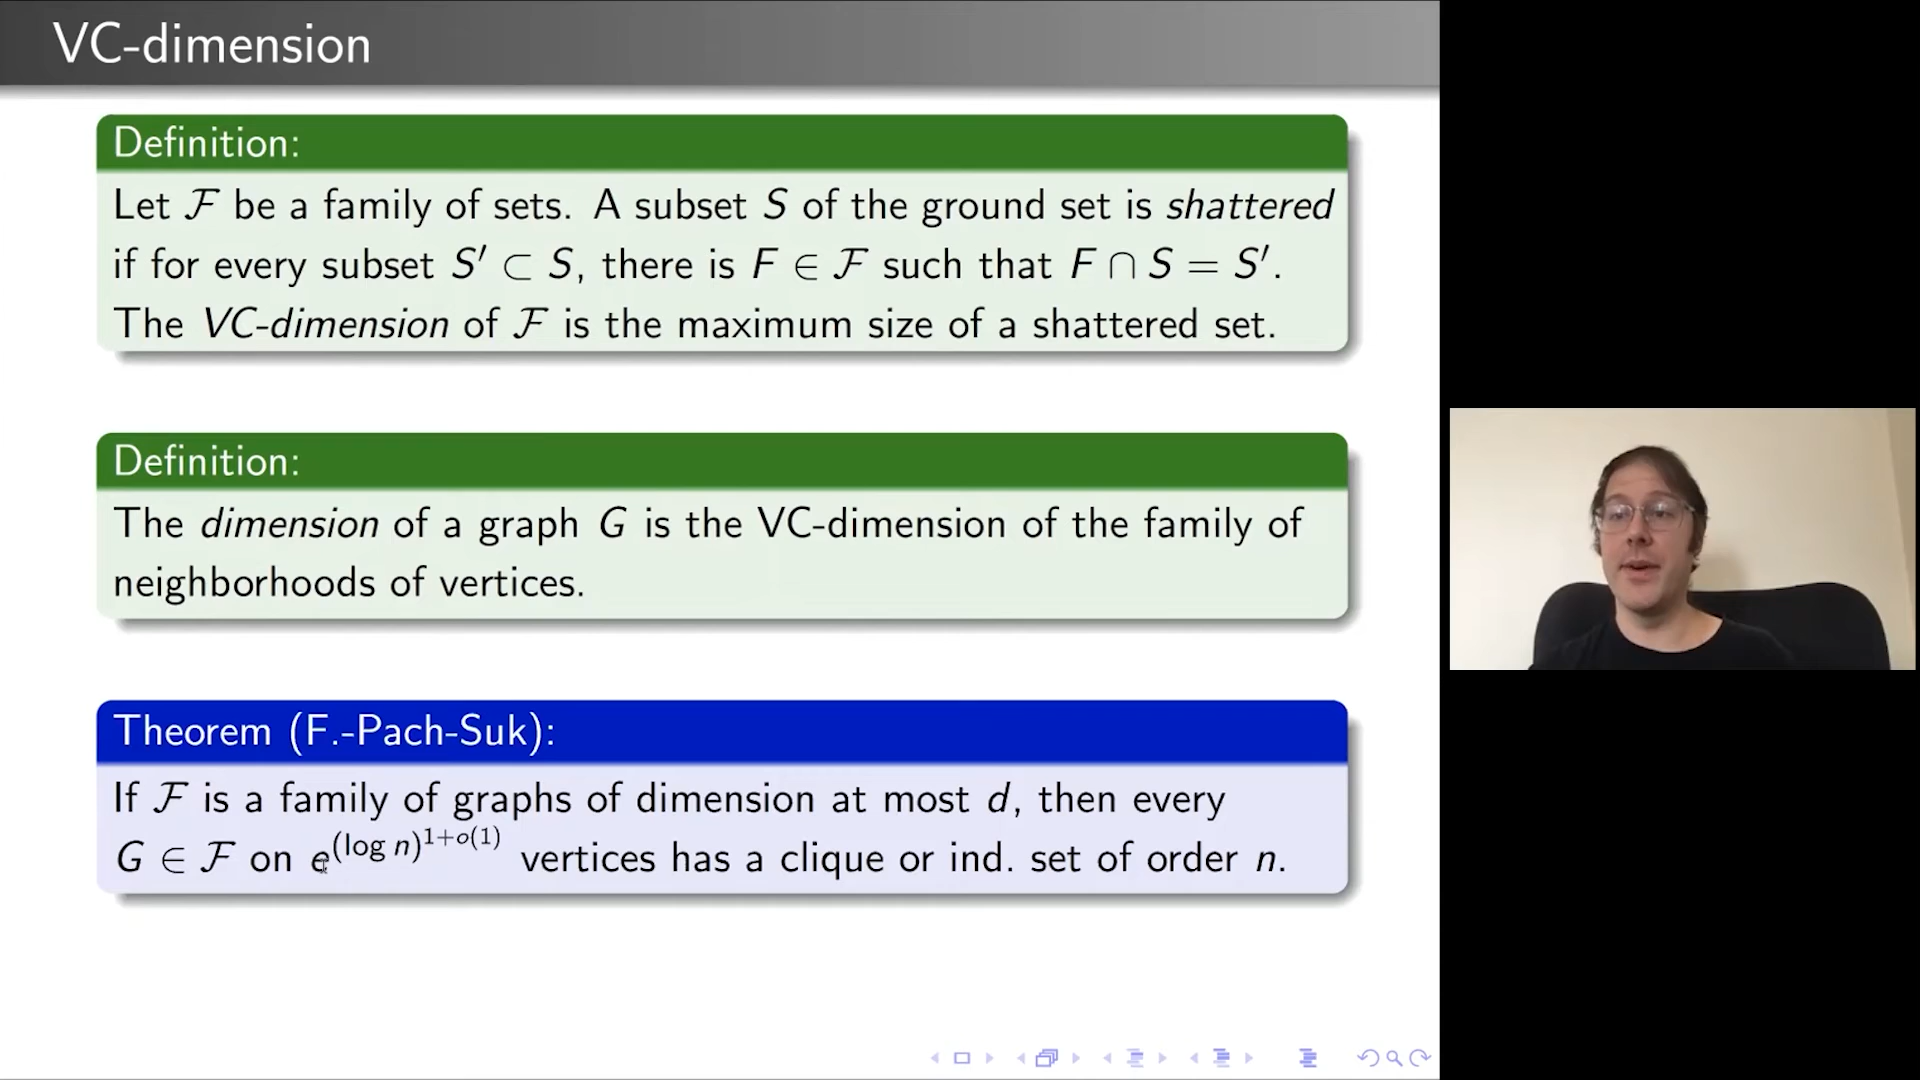 VC-dimension
Definition:
Let ℱ be a family of sets. A subset S of the ground set is shattered
if for every subset S′ ⊂ S, there is F ∈ ℱ such that F ∩ S = S′.
The VC-dimension of ℱ is the maximum size of a shattered set.
Definition:
The dimension of a graph G is the VC-dimension of the family of
neighborhoods of vertices.
Theorem (F.-Pach-Suk):
If ℱ is a family of graphs of dimension at most d, then every
G ∈ ℱ on e^{(log n)^{1+o(1)}} vertices has a clique or ind. set of order n.